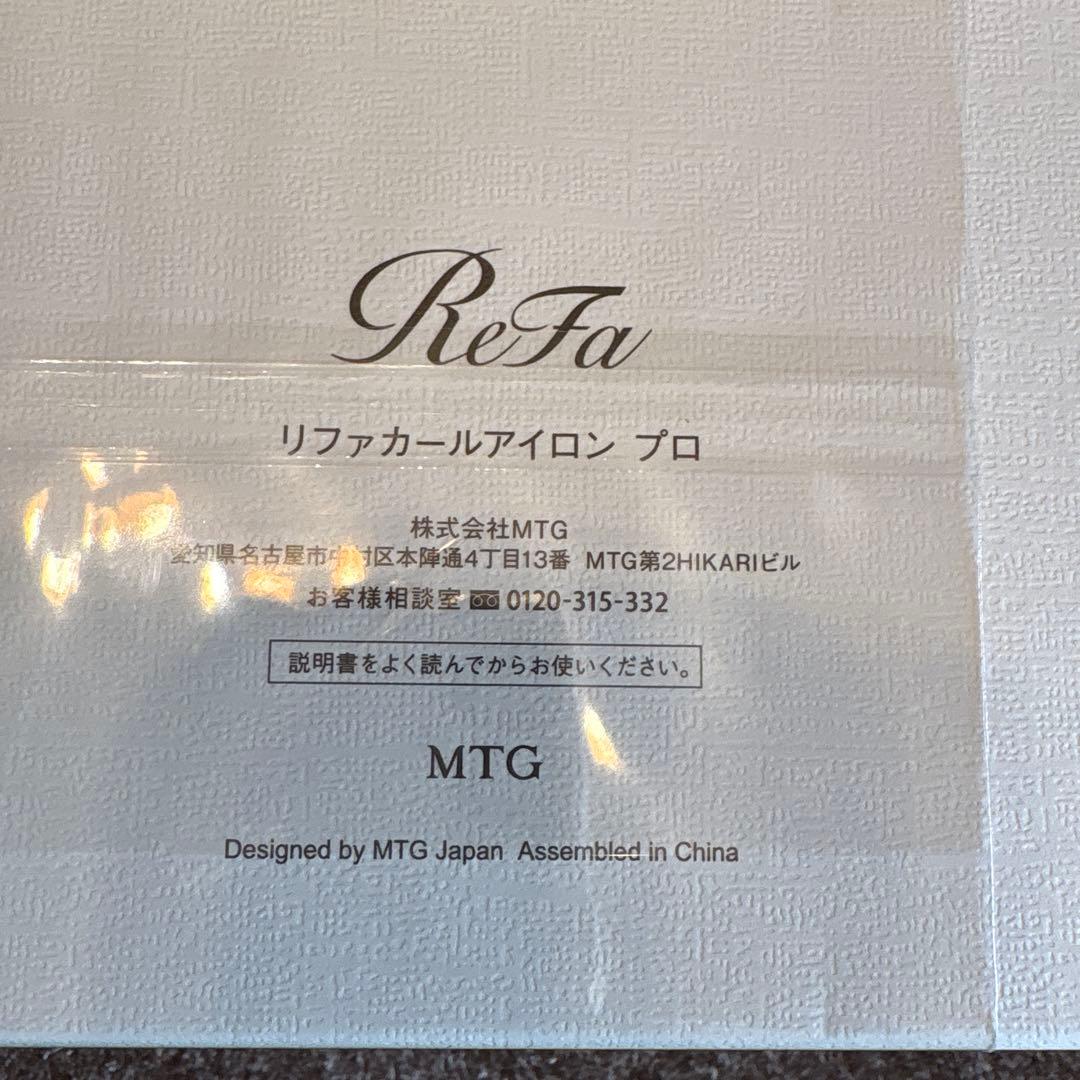 ReFa
リファカールアイロン プロ
株式会社MTG
愛知県名古屋市中村区本陣通4丁目13番 MTG第2HIKARIビル
お客様相談室 0120-315-332
説明書をよく読んでからお使いください。
MTG
Designed by MTG Japan Assembled in China